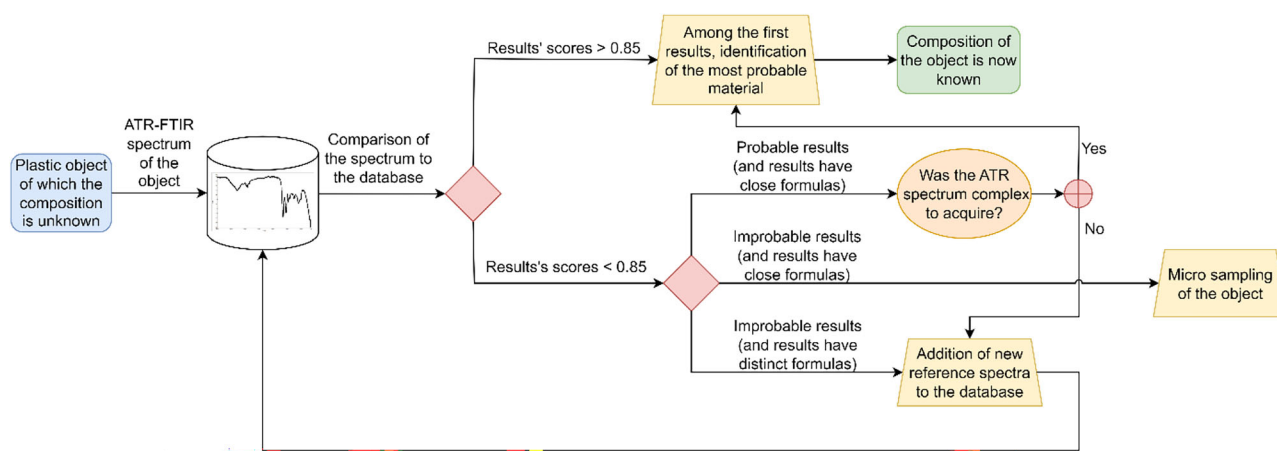 Plastic object
of which the
composition
is unknown
ATR-FTIR
spectrum
of the
object
Comparison of
the spectrum to
the database
Results' scores > 0.85
Among the first
results, identification
of the most probable
material
Composition of
the object is now
known
Results's scores < 0.85
Probable results
(and results have
close formulas)
Was the ATR
spectrum complex
to acquire?
Yes
No
Improbable results
(and results have
close formulas)
Micro sampling
of the object
Improbable results
(and results have
distinct formulas)
Addition of new
reference spectra
to the database